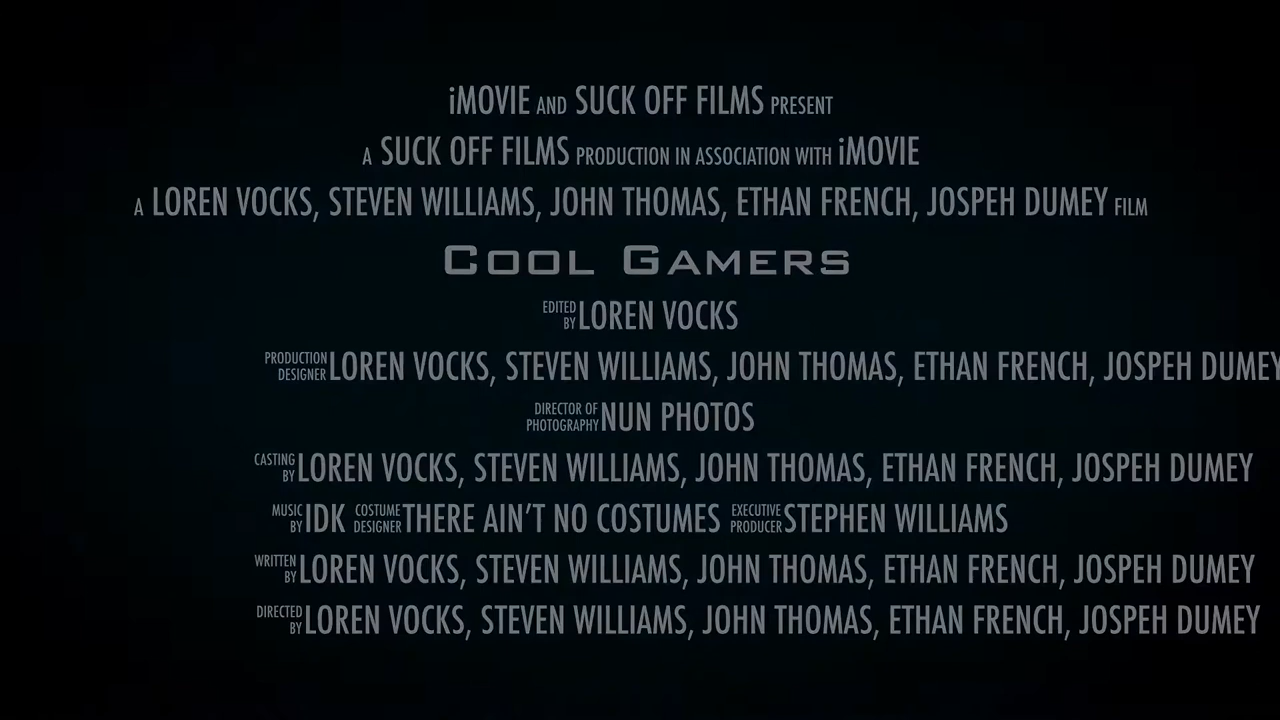 iMOVIE AND SUCK OFF FILMS PRESENT
A SUCK OFF FILMS PRODUCTION IN ASSOCIATION WITH iMOVIE
A LOREN VOCKS, STEVEN WILLIAMS, JOHN THOMAS, ETHAN FRENCH, JOSPEH DUMEY FILM
COOL GAMERS
EDITED BY LOREN VOCKS
PRODUCTION DESIGNER LOREN VOCKS, STEVEN WILLIAMS, JOHN THOMAS, ETHAN FRENCH, JOSPEH DUMEY
DIRECTOR OF PHOTOGRAPHY NUN PHOTOS
CASTING BY LOREN VOCKS, STEVEN WILLIAMS, JOHN THOMAS, ETHAN FRENCH, JOSPEH DUMEY
MUSIC BY IDK COSTUME DESIGNER THERE AIN'T NO COSTUMES EXECUTIVE PRODUCER STEPHEN WILLIAMS
WRITTEN BY LOREN VOCKS, STEVEN WILLIAMS, JOHN THOMAS, ETHAN FRENCH, JOSPEH DUMEY
DIRECTED BY LOREN VOCKS, STEVEN WILLIAMS, JOHN THOMAS, ETHAN FRENCH, JOSPEH DUMEY